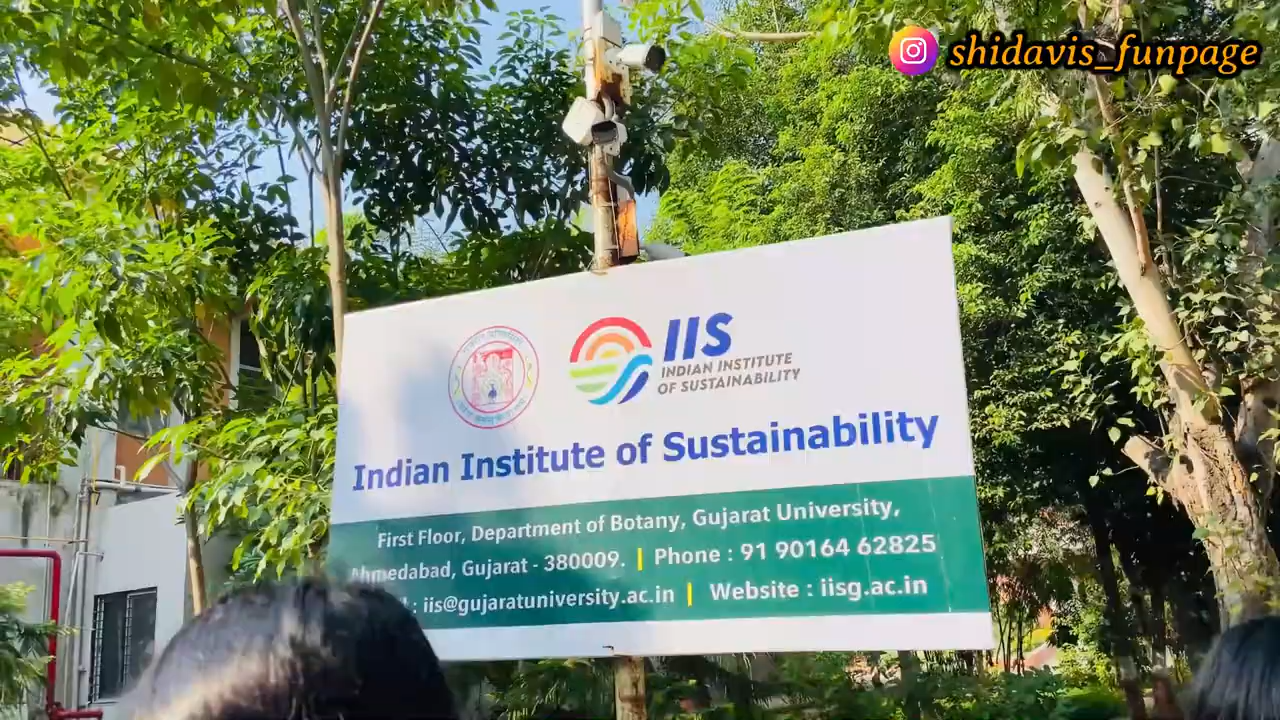 shidavis_funpage
IIS
INDIAN INSTITUTE
OF SUSTAINABILITY
Indian Institute of Sustainability
First Floor, Department of Botany, Gujarat University,
Ahmedabad, Gujarat - 380009. | Phone : 91 90164 62825
: iis@gujaratuniversity.ac.in | Website : iisg.ac.in